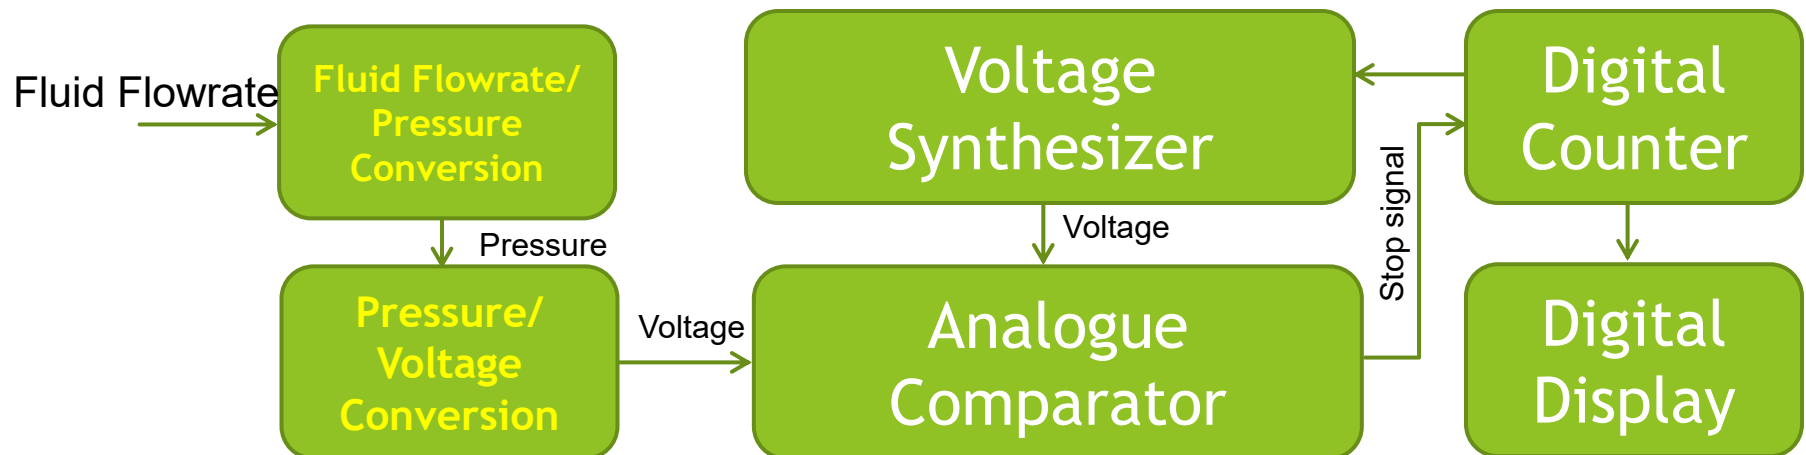 Fluid Flowrate
Fluid Flowrate/
Pressure
Conversion
Pressure
Pressure/
Voltage
Conversion
Voltage
Voltage
Synthesizer
Voltage
Analogue
Comparator
Stop signal
Digital
Counter
Digital
Display